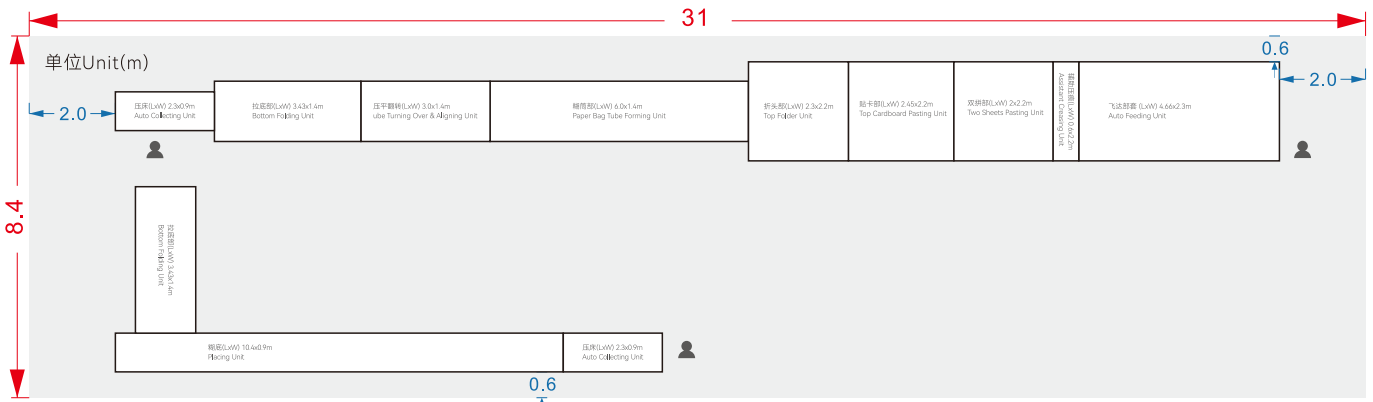 31
单位Unit(m)
0.6
2.0
2.0
8.4
压床(LxW) 2.3x0.9m
Auto Collecting Unit
拉底部(LxW) 3.43x1.4m
Bottom Folding Unit
压平翻转(LxW) 3.0x1.4m
ube Turning Over & Aligning Unit
糊筒部(LxW) 6.0x1.4m
Paper Bag Tube Forming Unit
折头部(LxW) 2.3x2.2m
Top Folder Unit
贴卡部(LxW) 2.45x2.2m
Top Cardboard Pasting Unit
双拱部(LxW) 2x2.2m
Two Sheets Pasting Unit
辅助压痕(LxW) 0.6x2.2m
Assistant Creasing Unit
飞达部套 (LxW) 4.66x2.3m
Auto Feeding Unit
拉底部(LxW) 3.43x1.4m
Bottom Folding Unit
糊底(LxW) 10.4x0.9m
Placing Unit
压床(LxW) 2.3x0.9m
Auto Collecting Unit
0.6